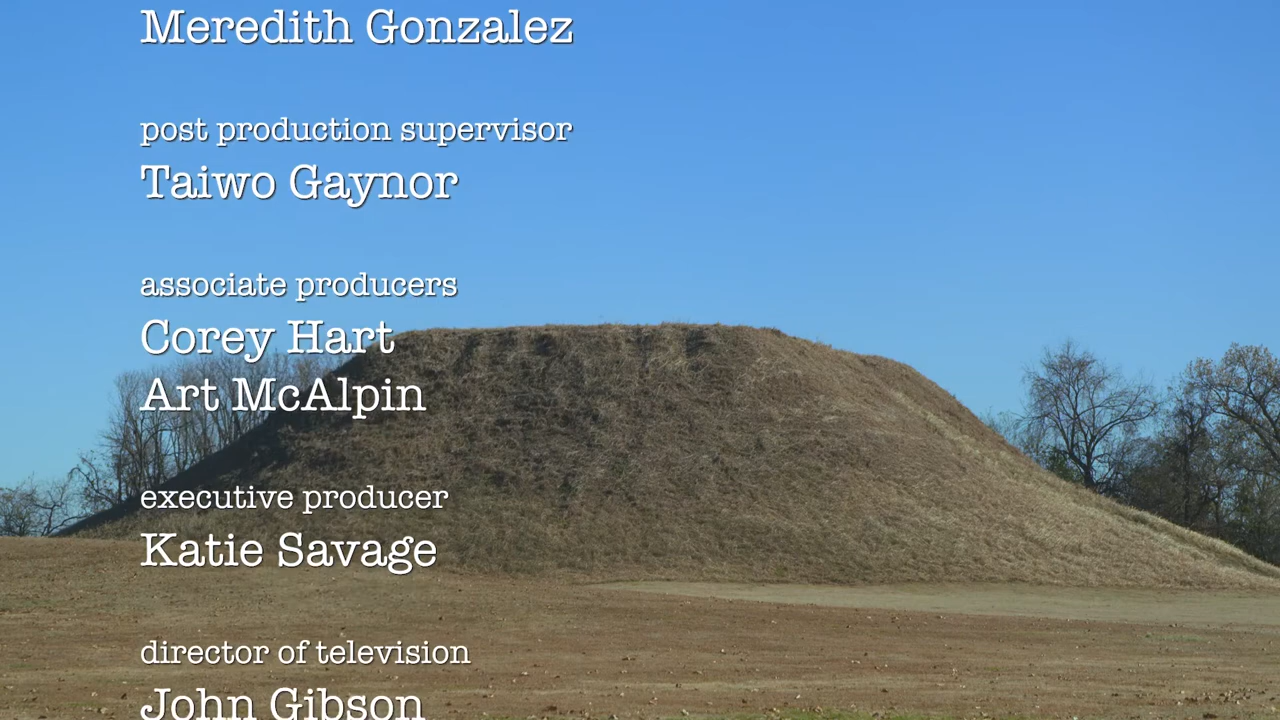 Meredith Gonzalez
post production supervisor
Taiwo Gaynor
associate producers
Corey Hart
Art McAlpin
executive producer
Katie Savage
director of television
John Gibson